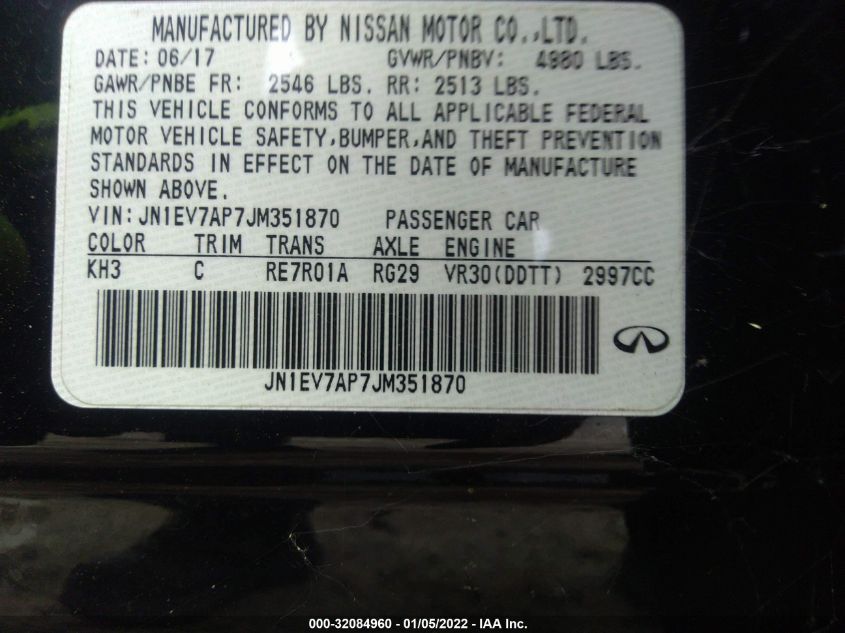 MANUFACTURED BY NISSAN MOTOR CO.,LTD.
DATE: 06/17 GVWR/PNBV: 4980 LBS.
GAWR/PNBE FR: 2546 LBS. RR: 2513 LBS.
THIS VEHICLE CONFORMS TO ALL APPLICABLE FEDERAL
MOTOR VEHICLE SAFETY,BUMPER,AND THEFT PREVENTION
STANDARDS IN EFFECT ON THE DATE OF MANUFACTURE
SHOWN ABOVE.
VIN:JN1EV7AP7JM351870 PASSENGER CAR
COLOR TRIM TRANS AXLE ENGINE
KH3 C RE7R01A RG29 VR30(DDTT) 2997CC
JN1EV7AP7JM351870
000-32084960 - 01/05/2022 - IAA Inc.